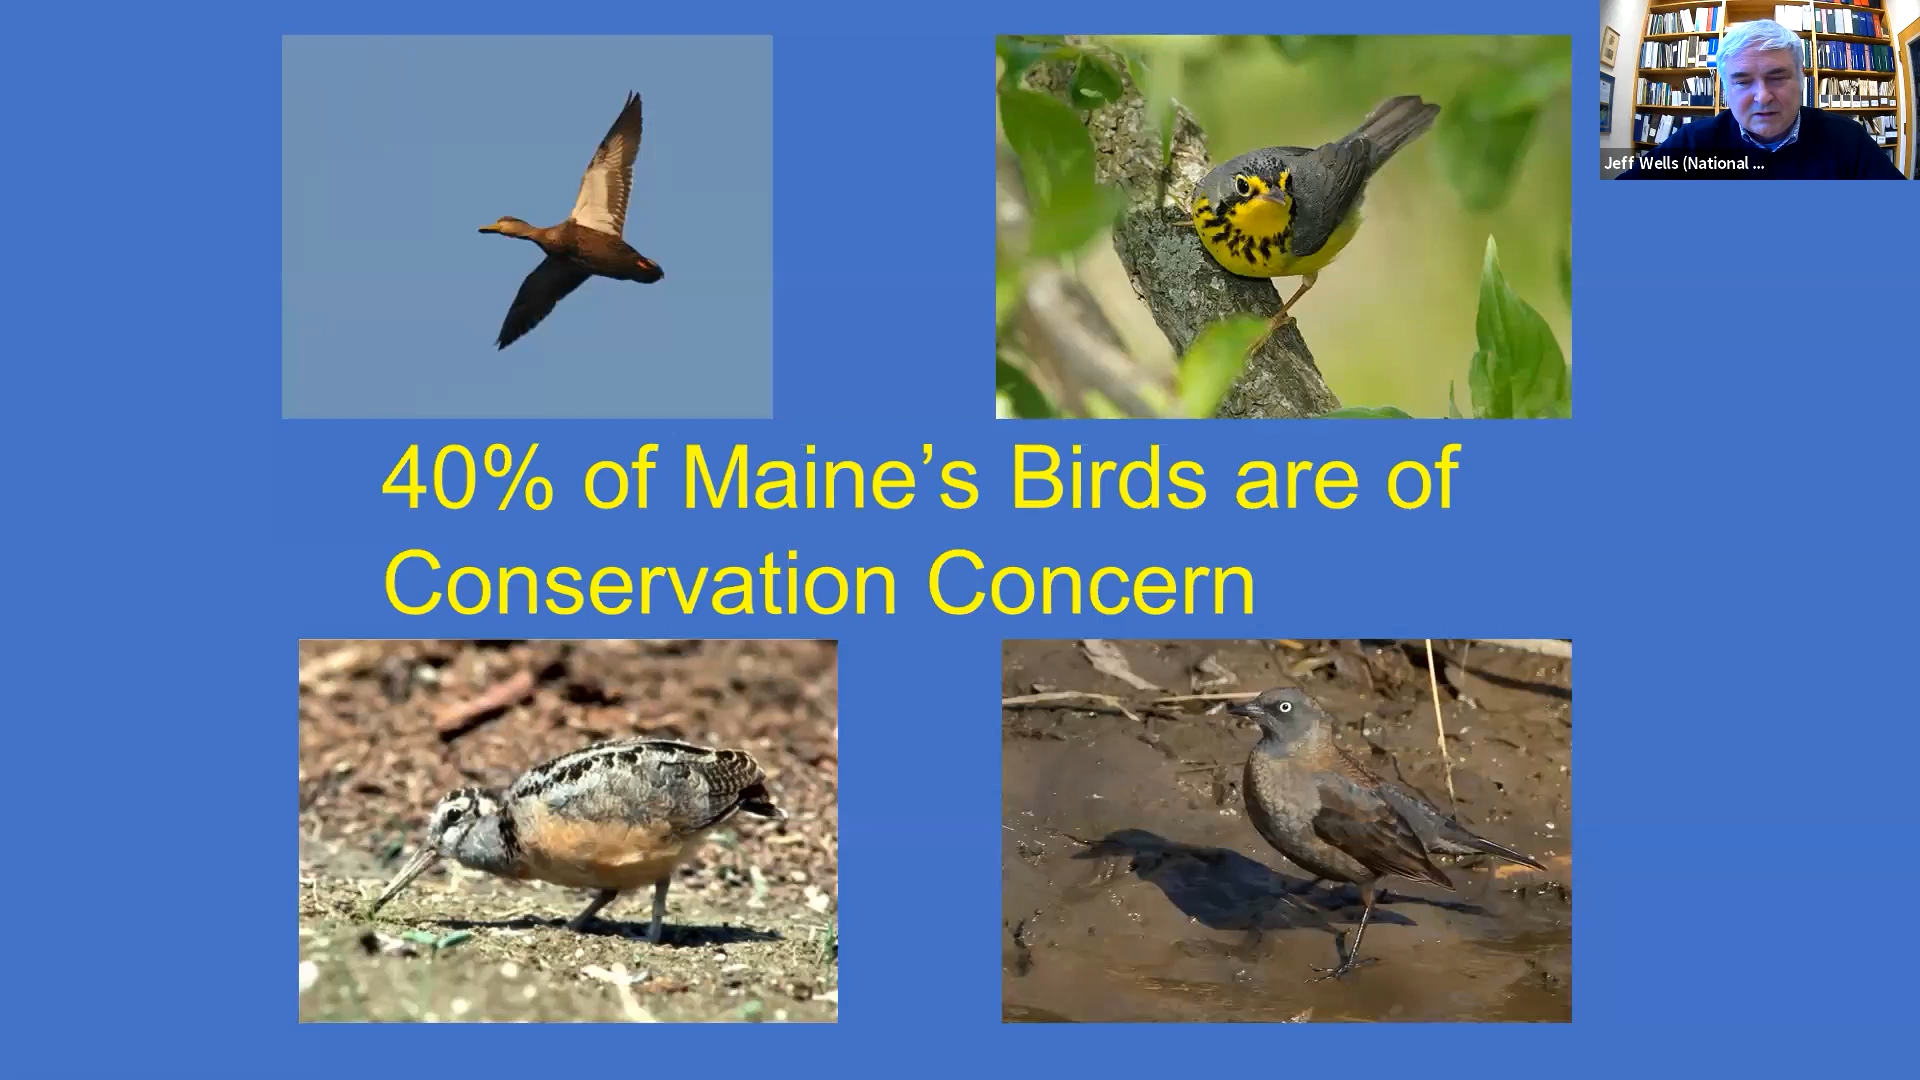 Jeff Wells (National ...
40% of Maine’s Birds are of
Conservation Concern